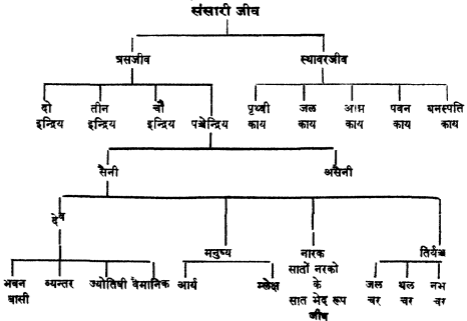 संसारी जीव
त्रसजीव स्थावरजीव
दो तीन चौ पृथ्वी जल अग्नि पवन वनस्पति
इन्द्रिय इन्द्रिय इन्द्रिय पञ्चेन्द्रिय काय काय काय काय काय
सैनी असैनी
देव
मनुष्य नारक तिर्यञ्च
सातों नरको
भवन व्यन्तर ज्योतिषी वैमानिक आर्य म्लेक्ष के जल थल नभ
वासी सात भेद रूप चर चर चर
जीव